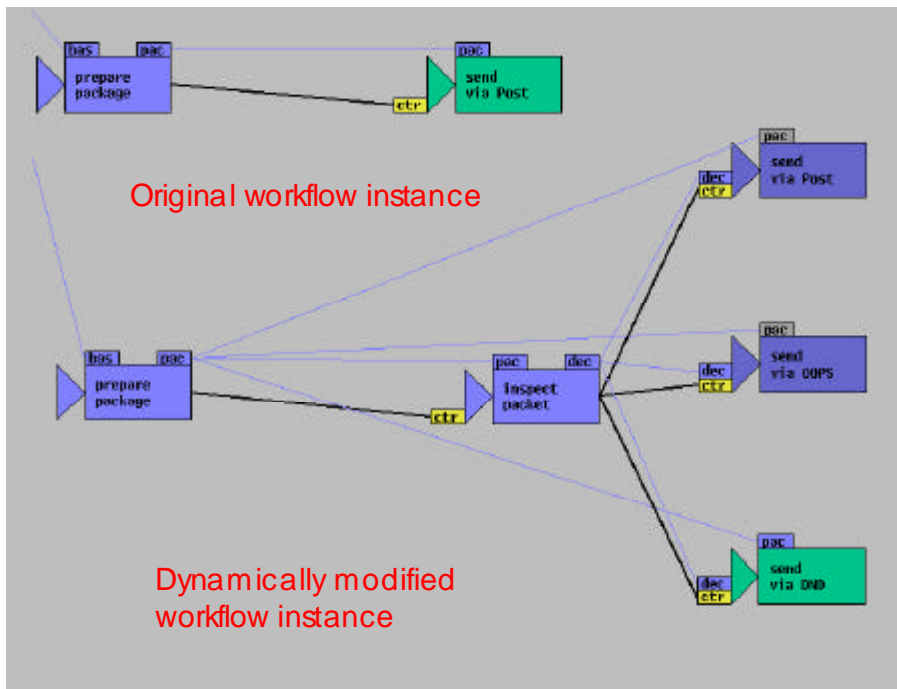 bas pac
prepare
package
pac
ctr
send
via Post
Original workflow instance
pac
dec
ctr
send
via Post
bas pac
prepare
package
ctr
pac dec
inspect
packet
pac
dec
ctr
send
via OOPS
Dynamically modified
workflow instance
pac
dec
ctr
send
via DND